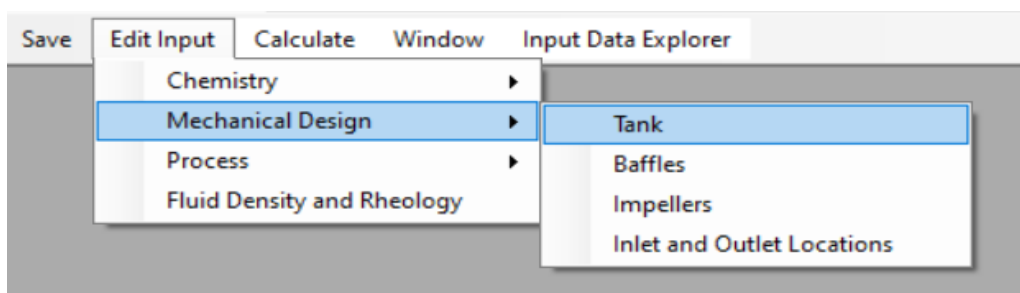 Save Edit Input Calculate Window Input Data Explorer
Chemistry
Mechanical Design
Process
Fluid Density and Rheology
Tank
Baffles
Impellers
Inlet and Outlet Locations